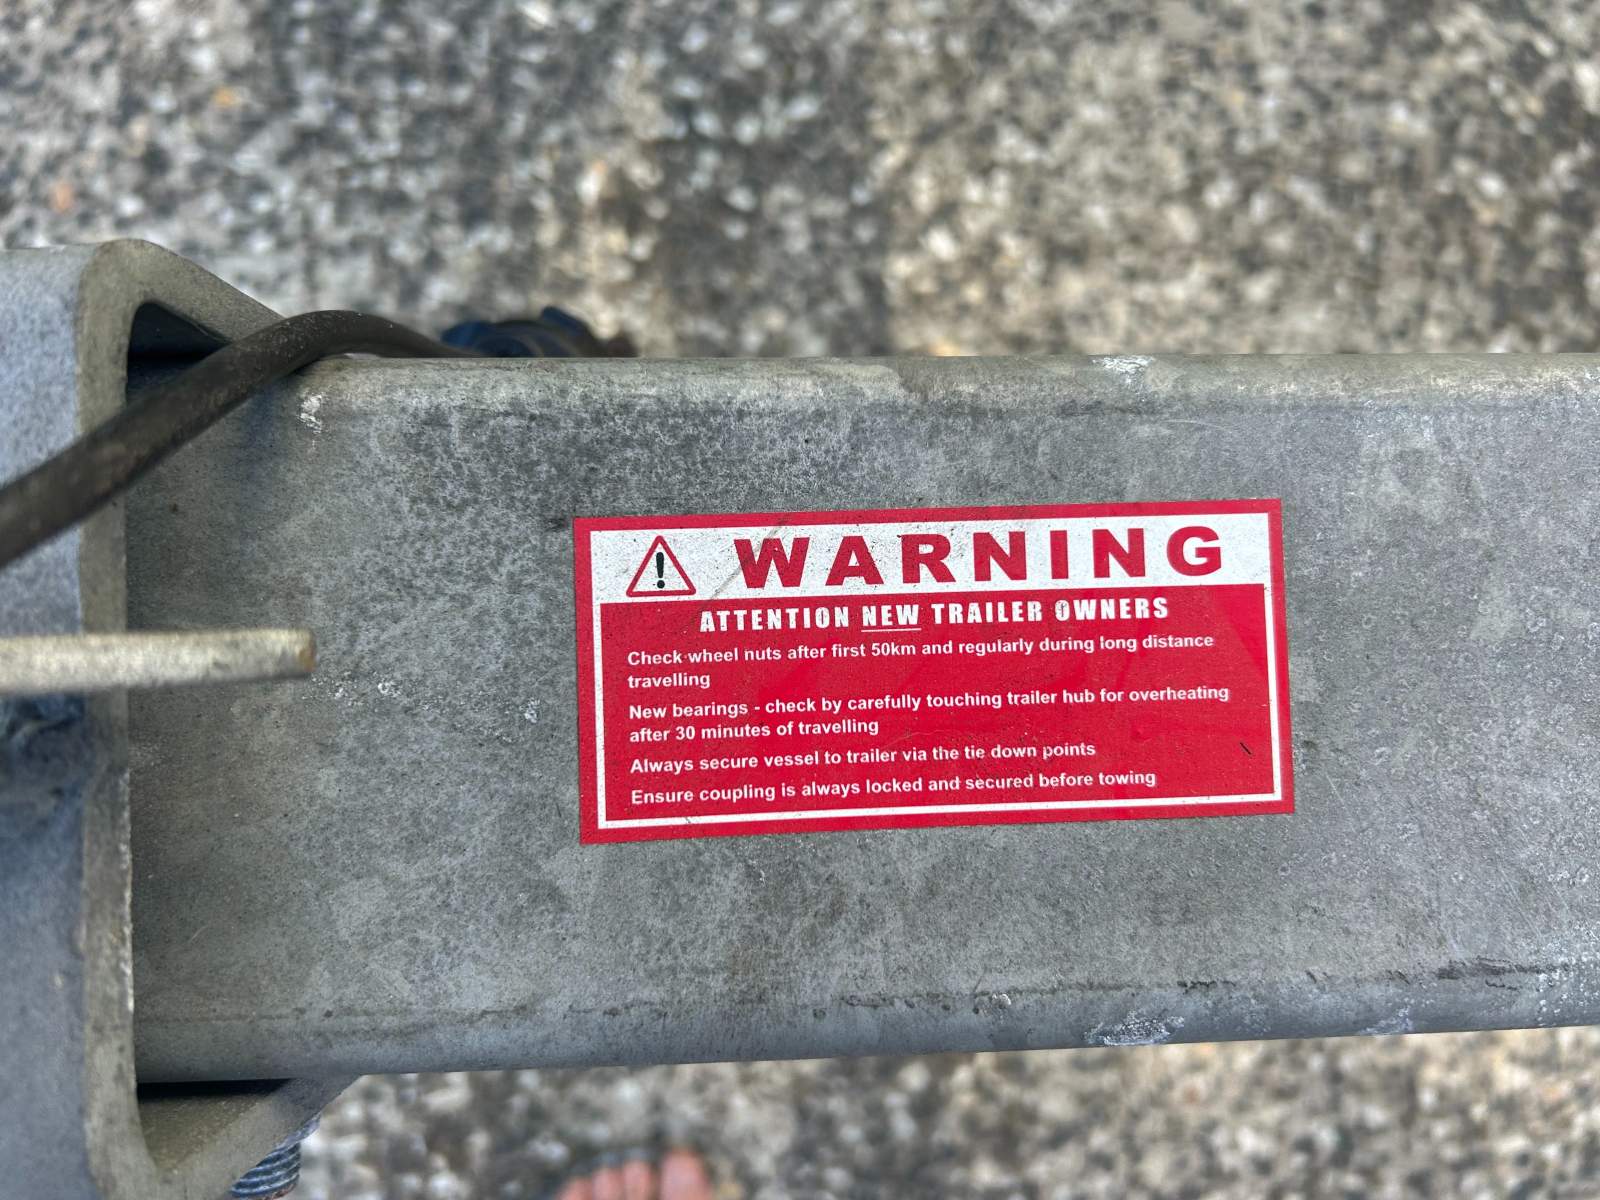 WARNING
ATTENTION NEW TRAILER OWNERS
Check wheel nuts after first 50km and regularly during long distance
travelling
New bearings - check by carefully touching trailer hub for overheating
after 30 minutes of travelling
Always secure vessel to trailer via the tie down points
Ensure coupling is always locked and secured before towing